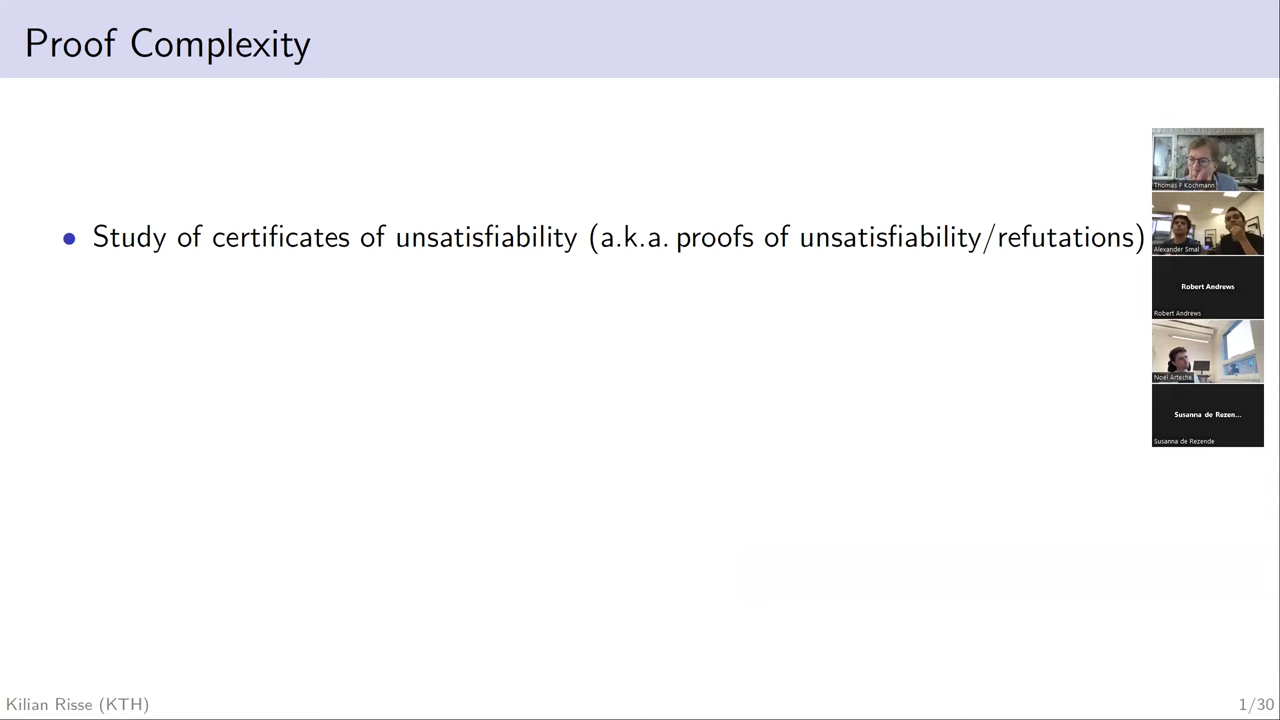 Proof Complexity
• Study of certificates of unsatisfiability (a.k.a. proofs of unsatisfiability/refutations)
Thomas F Kochmann
Alexander Smal
Robert Andrews
Robert Andrews
Noel Arteche
Susanna de Rezen...
Susanna de Rezende
Kilian Risse (KTH)
1/30